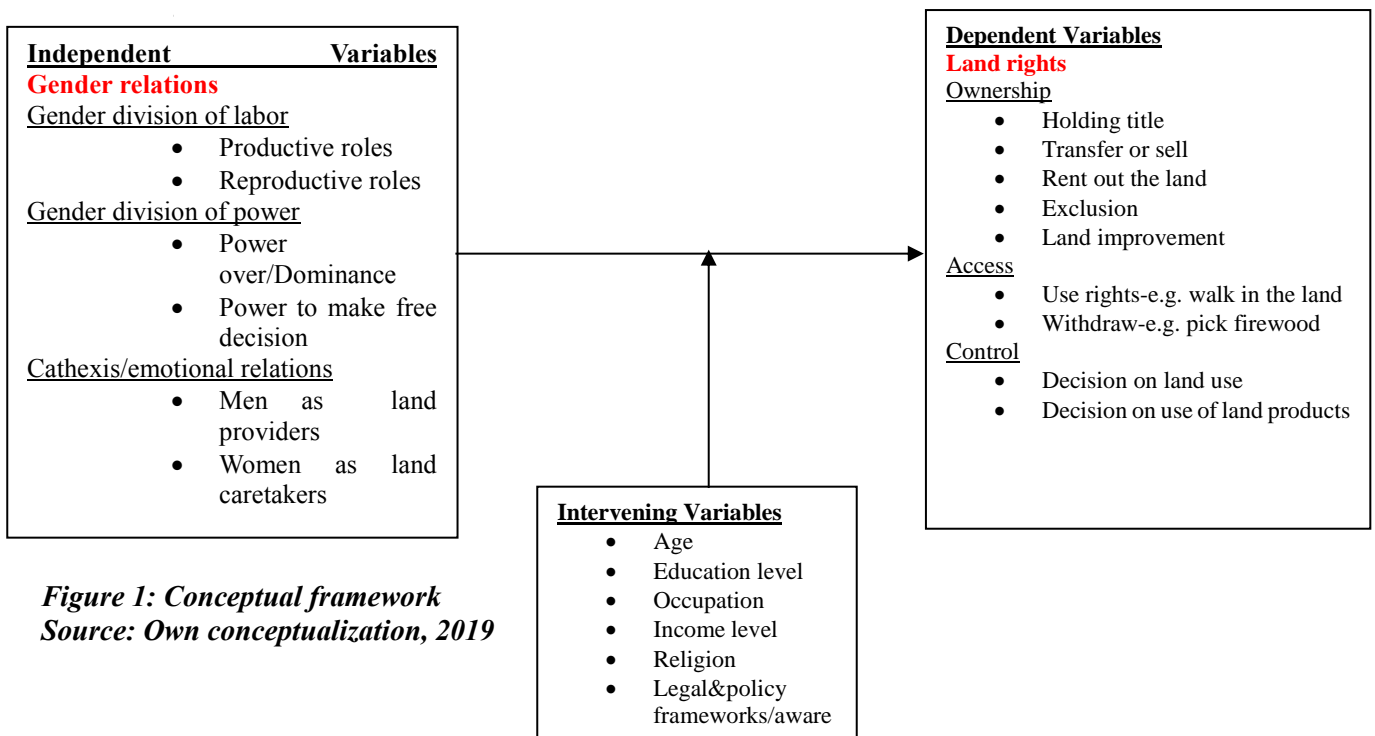 Independent Variables
Gender relations
Gender division of labor
• Productive roles
• Reproductive roles
Gender division of power
• Power
over/Dominance
• Power to make free
decision
Cathexis/emotional relations
• Men as land
providers
• Women as land
caretakers
Dependent Variables
Land rights
Ownership
• Holding title
• Transfer or sell
• Rent out the land
• Exclusion
• Land improvement
Access
• Use rights-e.g. walk in the land
• Withdraw-e.g. pick firewood
Control
• Decision on land use
• Decision on use of land products
Intervening Variables
• Age
• Education level
• Occupation
• Income level
• Religion
• Legal&policy
frameworks/aware
Figure 1: Conceptual framework
Source: Own conceptualization, 2019